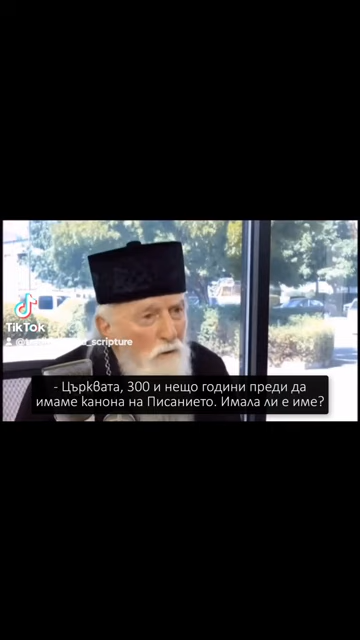 TikTok
- Църквата, 300 и нещо години преди да
имаме канона на Писанието. Имала ли е име?